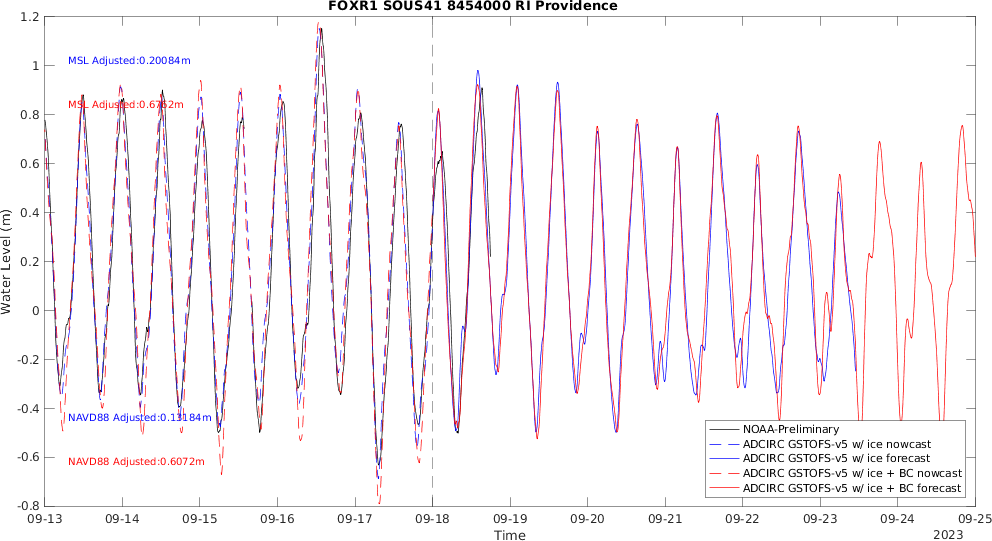 FOXR1 SOUS41 8454000 RI Providence
1.2
1
0.8
0.6
0.4
0.2
0
-0.2
-0.4
-0.6
-0.8
Water Level (m)
MSL Adjusted:0.20084m
MSL Adjusted:0.6762m
NAVD88 Adjusted:0.13184m
NAVD88 Adjusted:0.6072m
NOAA-Preliminary
ADCIRC GSTOFS-v5 w/ ice nowcast
ADCIRC GSTOFS-v5 w/ ice forecast
ADCIRC GSTOFS-v5 w/ ice + BC nowcast
ADCIRC GSTOFS-v5 w/ ice + BC forecast
09-13 09-14 09-15 09-16 09-17 09-18 09-19 09-20 09-21 09-22 09-23 09-24 09-25
Time
2023